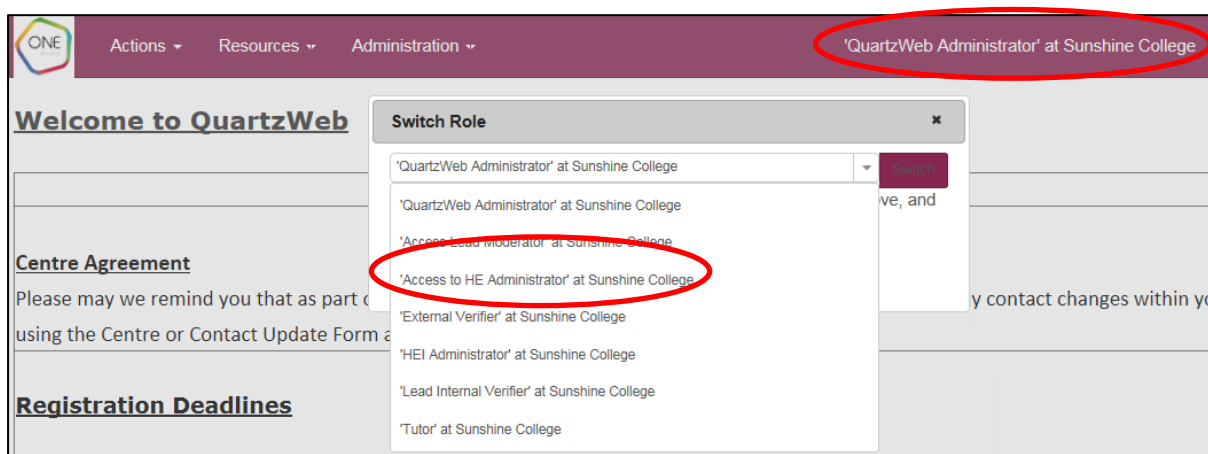 ONE
Actions
Resources
Administration
'QuartzWeb Administrator' at Sunshine College
Welcome to QuartzWeb
Switch Role
'QuartzWeb Administrator' at Sunshine College
Switch
'QuartzWeb Administrator' at Sunshine College
ve, and
'Access Lead Moderator' at Sunshine College
Centre Agreement
'Access to HE Administrator' at Sunshine College
Please may we remind you that as part
y contact changes within yo
'External Verifier' at Sunshine College
using the Centre or Contact Update Form a
'HEI Administrator' at Sunshine College
'Lead Internal Verifier' at Sunshine College
Registration Deadlines
'Tutor' at Sunshine College